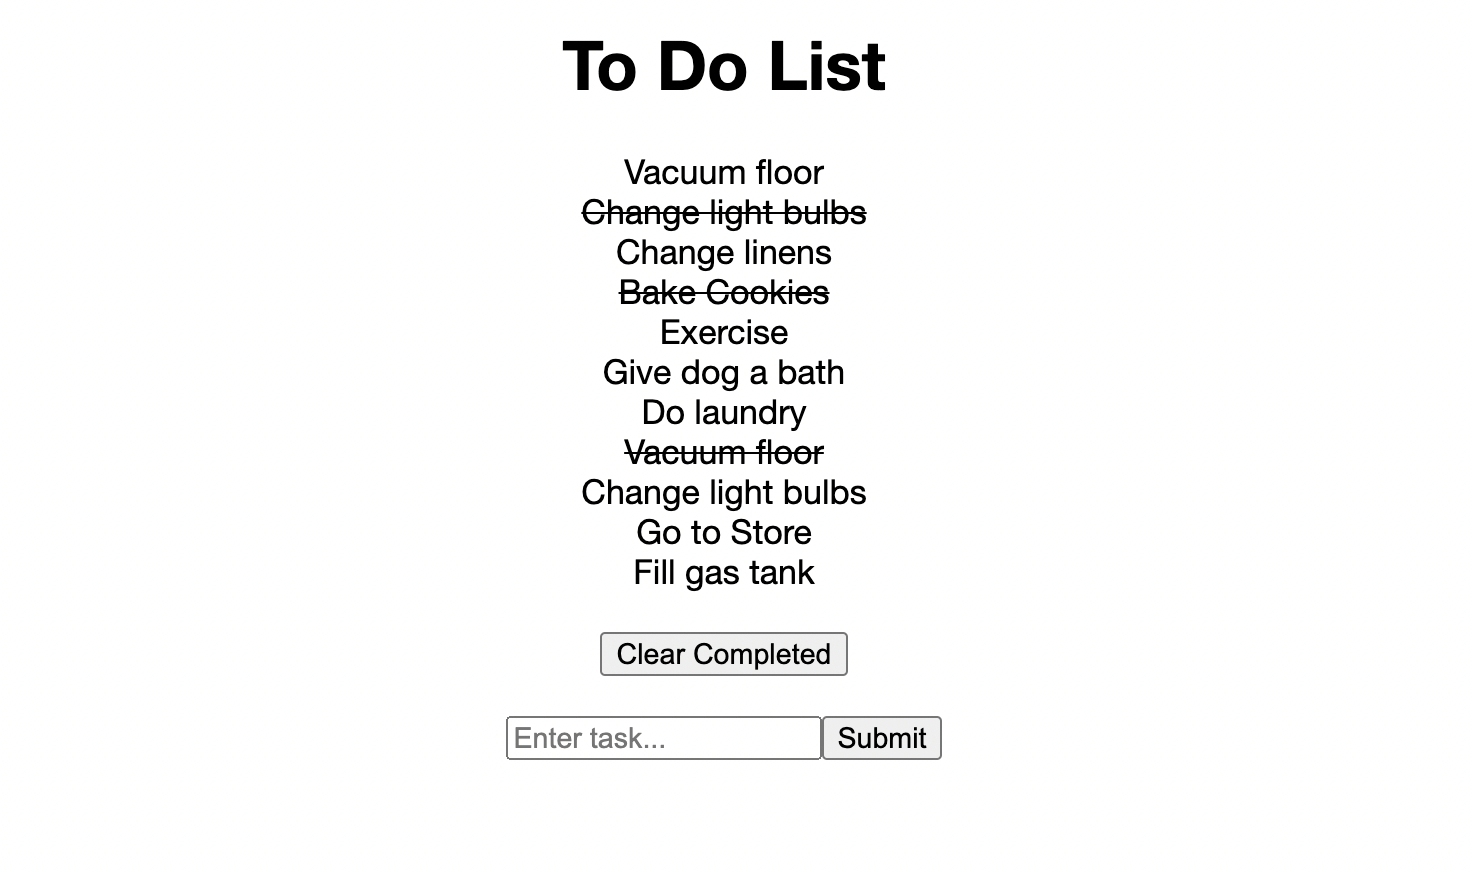 To Do List
Vacuum floor
Change light bulbs
Change linens
Bake Cookies
Exercise
Give dog a bath
Do laundry
Vacuum floor
Change light bulbs
Go to Store
Fill gas tank
Clear Completed
Enter task... Submit